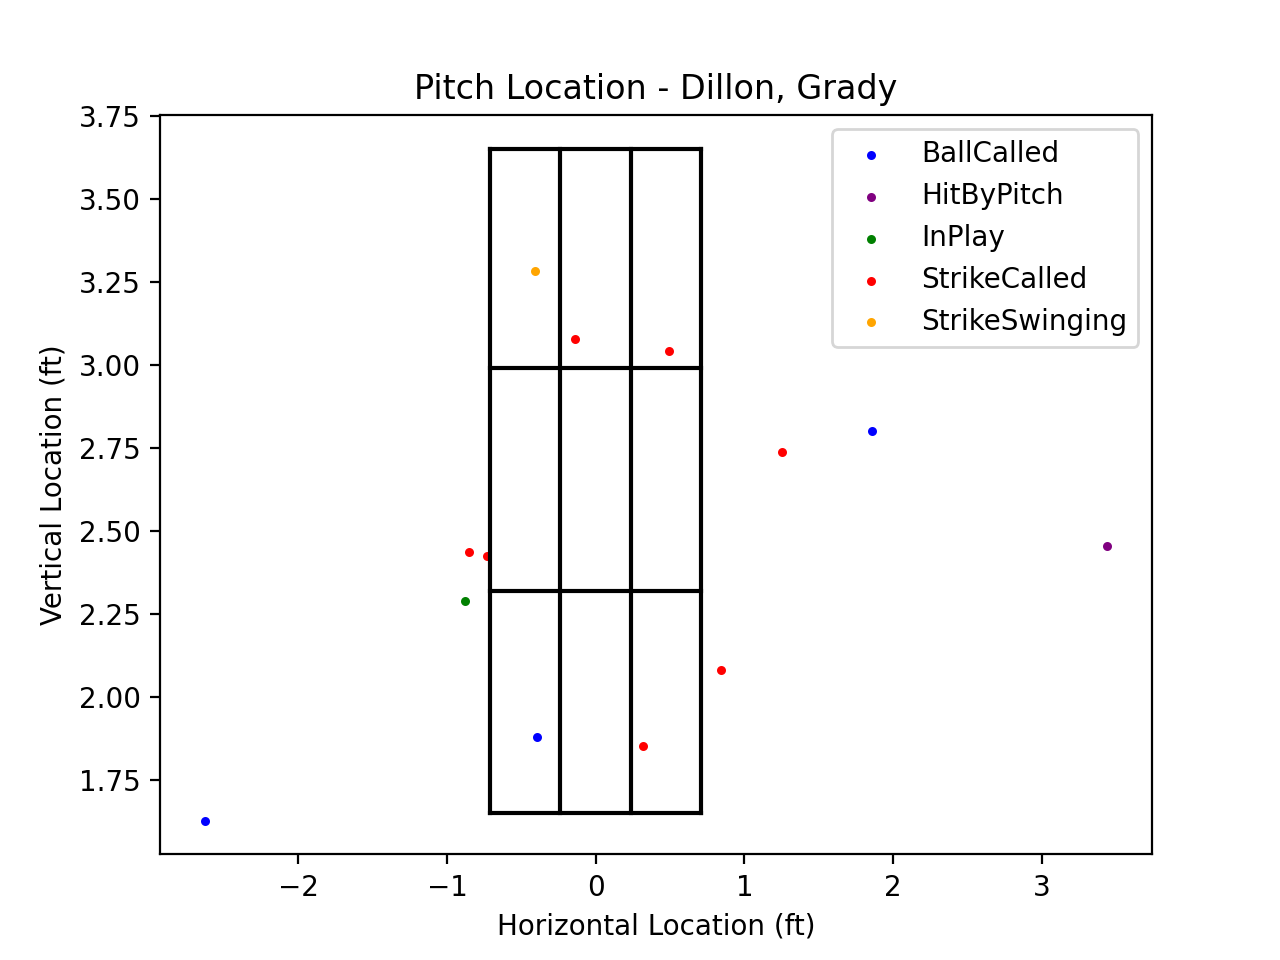 Pitch Location - Dillon, Grady
3.75
3.50
3.25
3.00
2.75
2.50
2.25
2.00
1.75
Vertical Location (ft)
BallCalled
HitByPitch
InPlay
StrikeCalled
StrikeSwinging
−2
−1
0
1
2
3
Horizontal Location (ft)